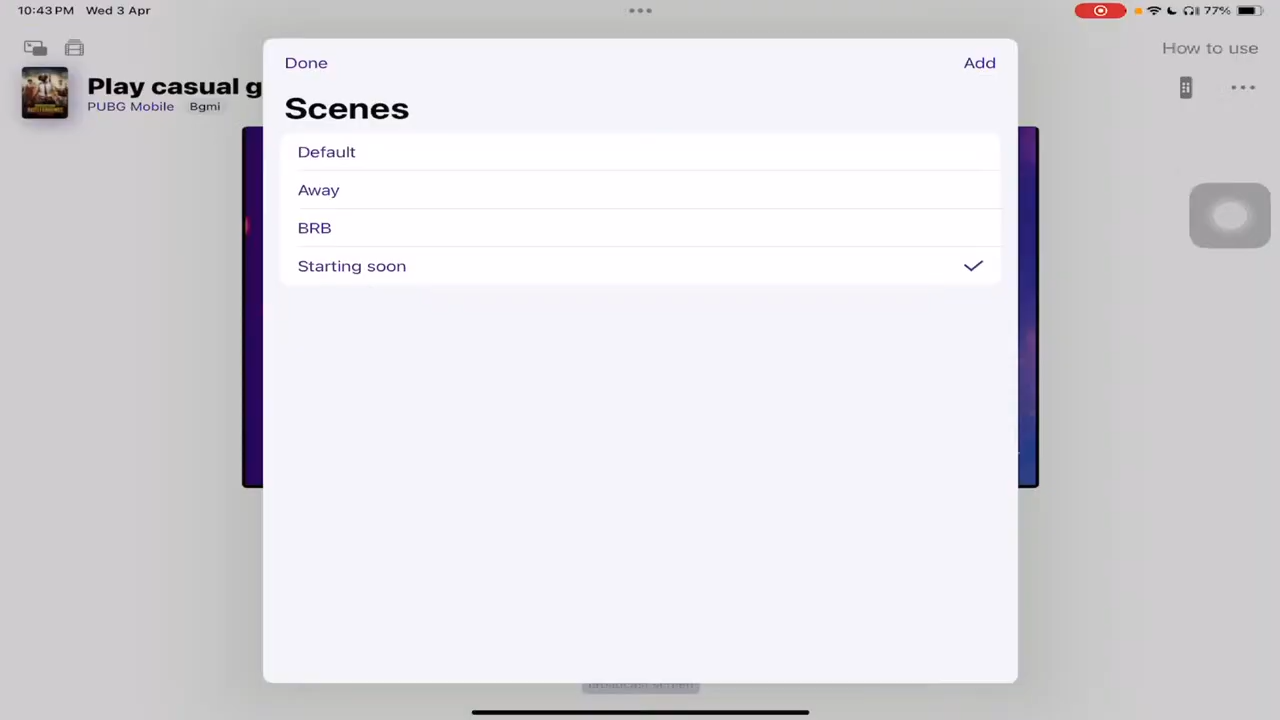 10:43 PM Wed 3 Apr
77%
How to use
Done
Add
Play casual g
PUBG Mobile Bgmi
Scenes
Default
Away
BRB
Starting soon